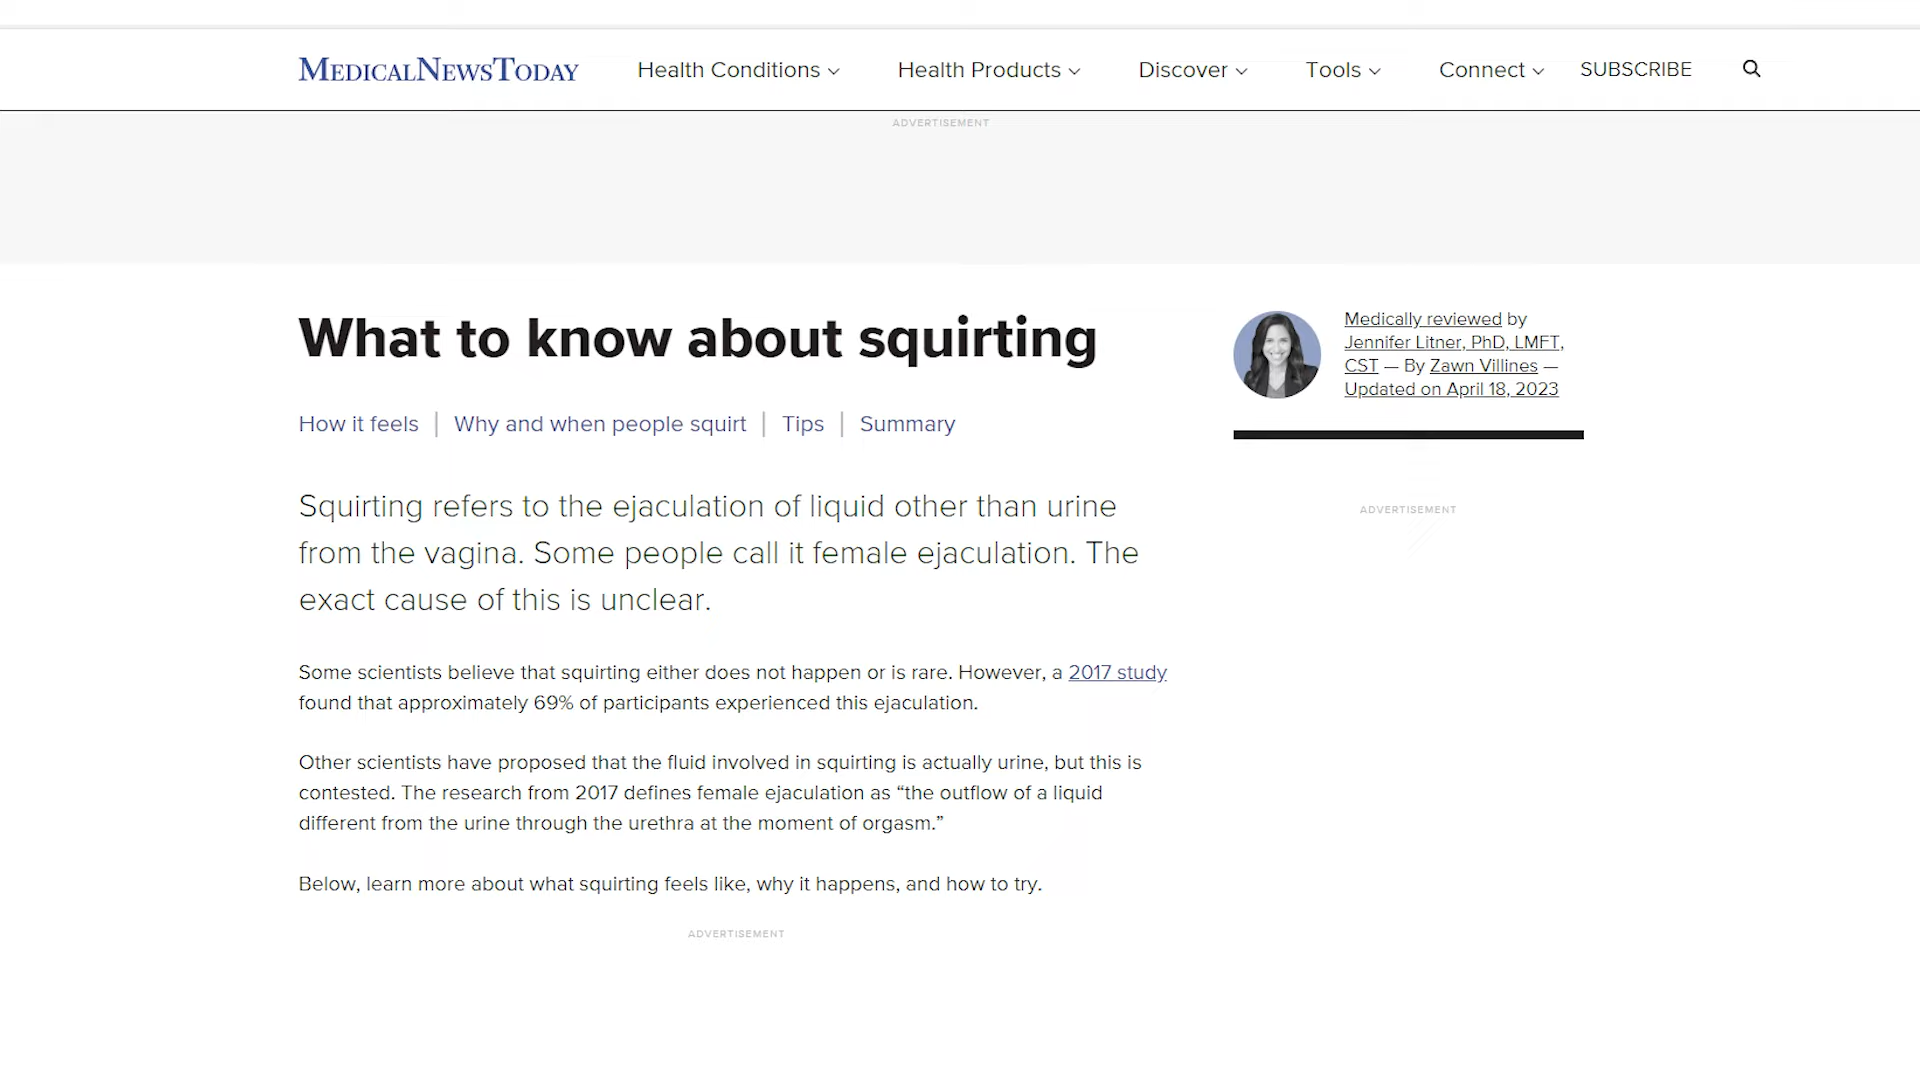 MEDICALNEWSTODAY
Health Conditions
Health Products
Discover
Tools
Connect
SUBSCRIBE
ADVERTISEMENT
What to know about squirting
How it feels | Why and when people squirt | Tips | Summary
Squirting refers to the ejaculation of liquid other than urine
from the vagina. Some people call it female ejaculation. The
exact cause of this is unclear.
Some scientists believe that squirting either does not happen or is rare. However, a 2017 study
found that approximately 69% of participants experienced this ejaculation.
Other scientists have proposed that the fluid involved in squirting is actually urine, but this is
contested. The research from 2017 defines female ejaculation as “the outflow of a liquid
different from the urine through the urethra at the moment of orgasm.”
Below, learn more about what squirting feels like, why it happens, and how to try.
ADVERTISEMENT
Medically reviewed by
Jennifer Litner, PhD, LMFT,
CST — By Zawn Villines —
Updated on April 18, 2023
ADVERTISEMENT